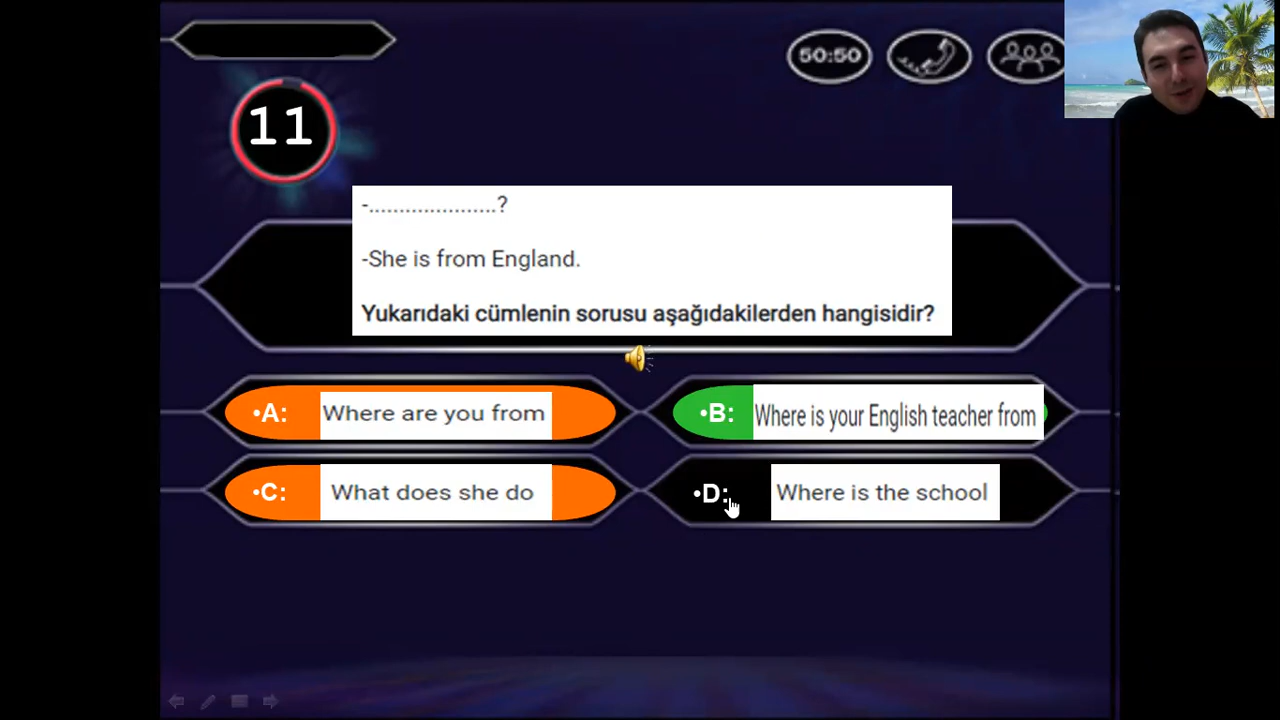 50:50
11
-.....................?
-She is from England.
Yukarıdaki cümlenin sorusu aşağıdakilerden hangisidir?
•A: Where are you from
•B: Where is your English teacher from
•C: What does she do
•D: Where is the school